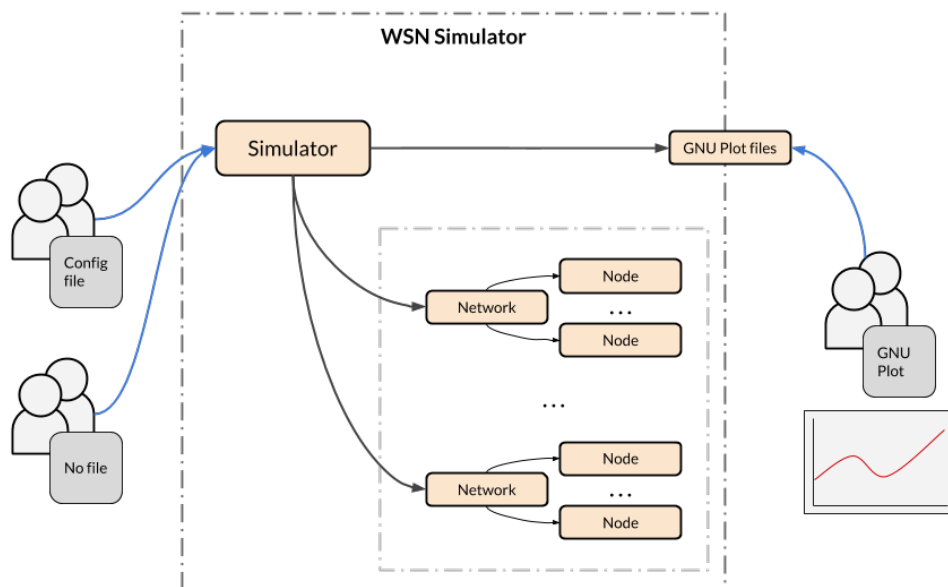 WSN Simulator
Simulator
GNU Plot files
Config
file
No file
Network
Node
...
Node
...
Network
Node
...
Node
GNU
Plot